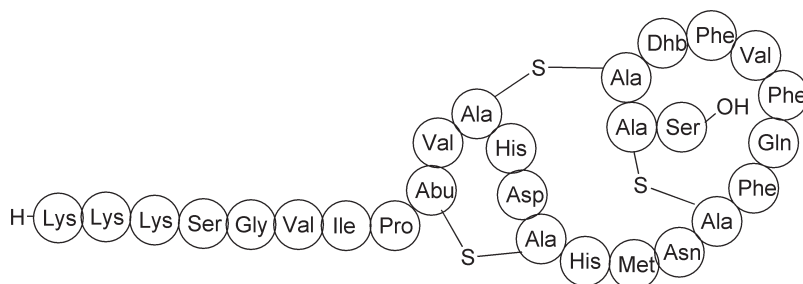 H-Lys Lys Lys Ser Gly Val Ile Pro
Abu
Val
Ala
His
Asp
Ala
His
Met
Asn
Ala
Phe
Gln
Phe
Val
Phe
Dhb
Ala
Ala
Ser
OH
S
S
S